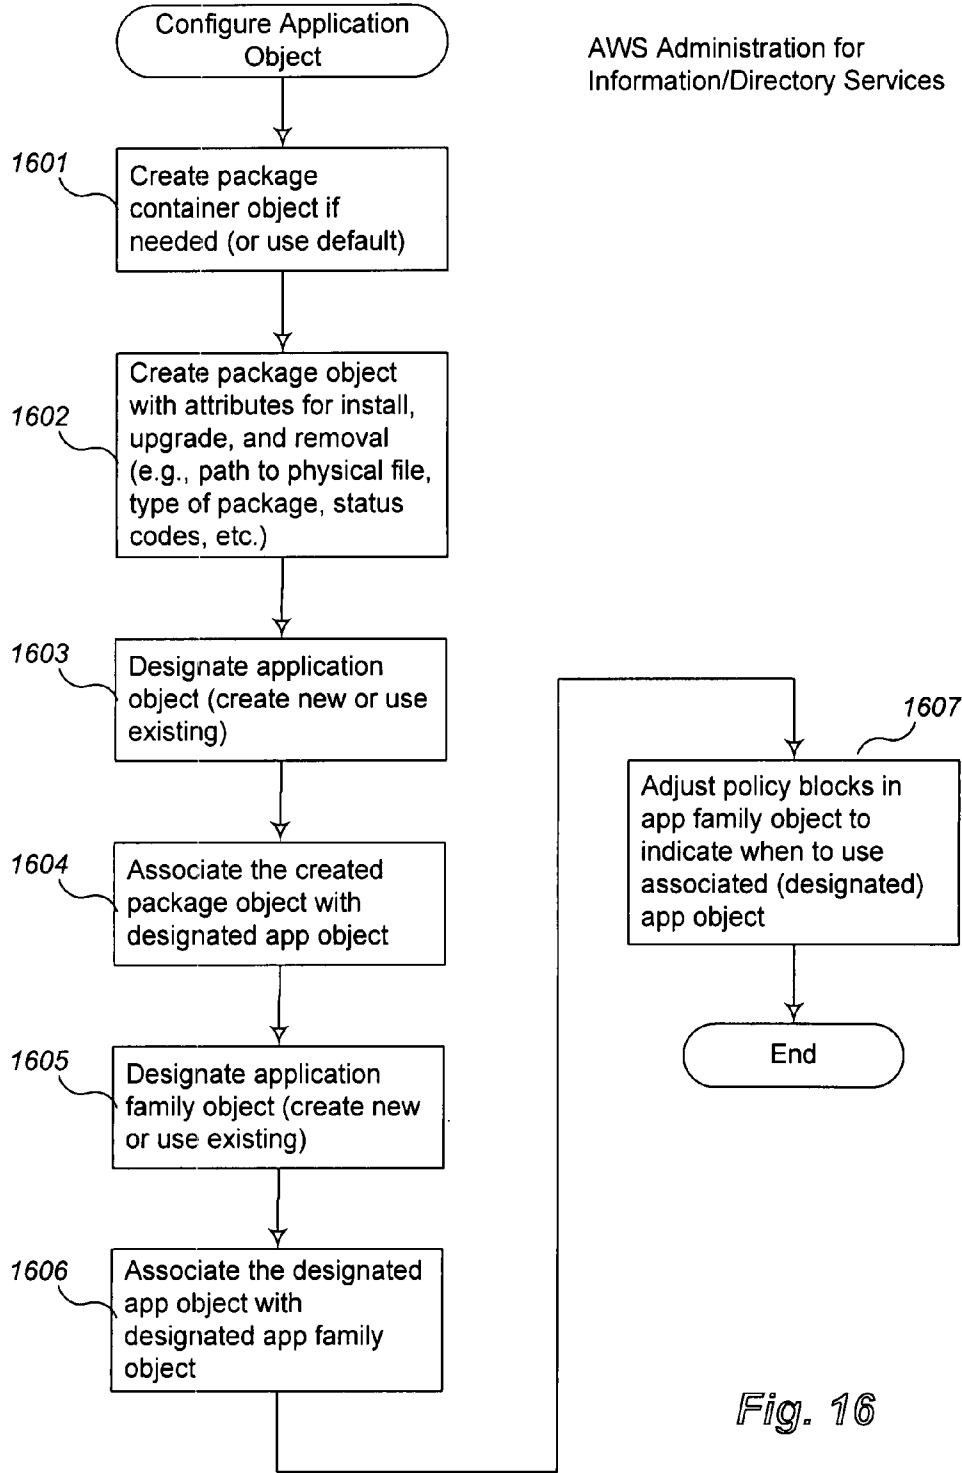 Configure Application
Object
AWS Administration for
Information/Directory Services
1601
Create package
container object if
needed (or use default)
1602
Create package object
with attributes for install,
upgrade, and removal
(e.g., path to physical file,
type of package, status
codes, etc.)
1603
Designate application
object (create new or use
existing)
1604
Associate the created
package object with
designated app object
1605
Designate application
family object (create new
or use existing)
1606
Associate the designated
app object with
designated app family
object
1607
Adjust policy blocks in
app family object to
indicate when to use
associated (designated)
app object
End
Fig. 16